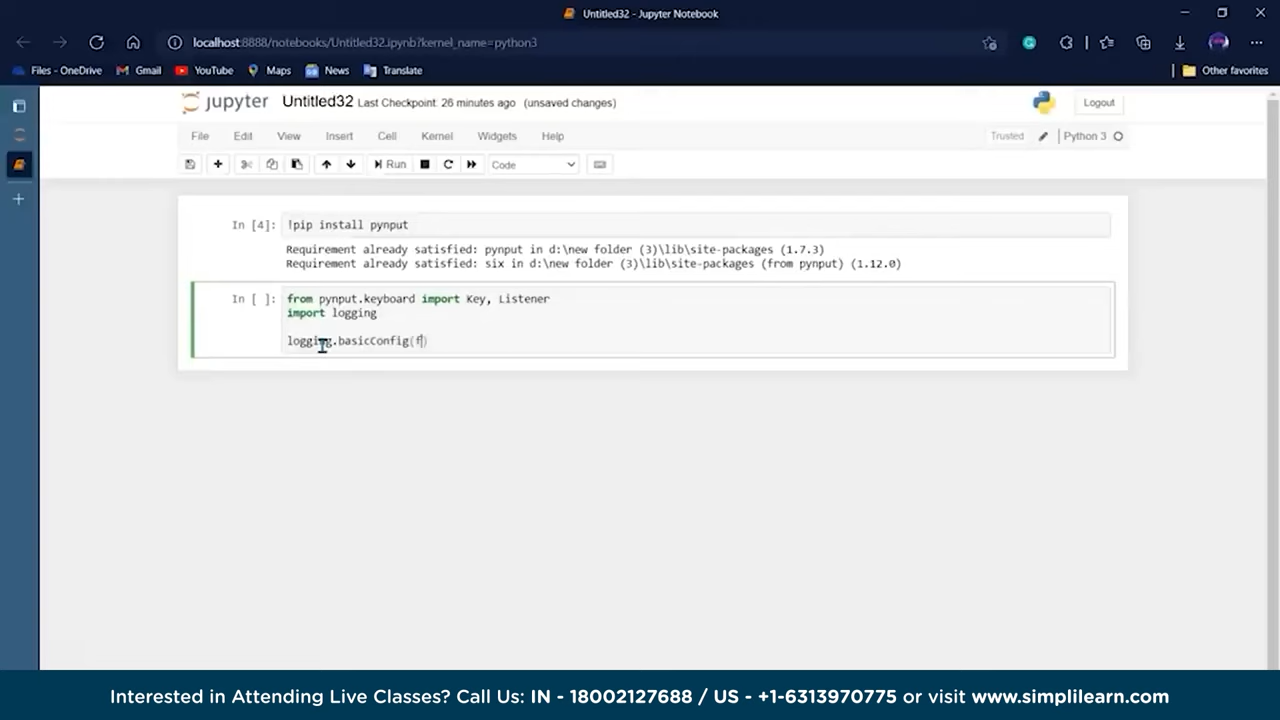 Untitled32 - Jupyter Notebook
localhost:8888/notebooks/Untitled32.ipynb?kernel_name=python3
Files - OneDrive Gmail YouTube Maps News Translate Other favorites
jupyter Untitled32 Last Checkpoint 26 minutes ago (unsaved changes) Logout
File Edit View Insert Cell Kernel Widgets Help Trusted Python 3
Run Code
In [4]: !pip install pynput
Requirement already satisfied: pynput in d:\new folder (3)\lib\site-packages (1.7.3)
Requirement already satisfied: six in d:\new folder (3)\lib\site-packages (from pynput) (1.12.0)
In [ ]: from pynput.keyboard import Key, Listener
import logging
logging.basicConfig(f)
Interested in Attending Live Classes? Call Us: IN - 18002127688 / US - +1-6313970775 or visit www.simplilearn.com